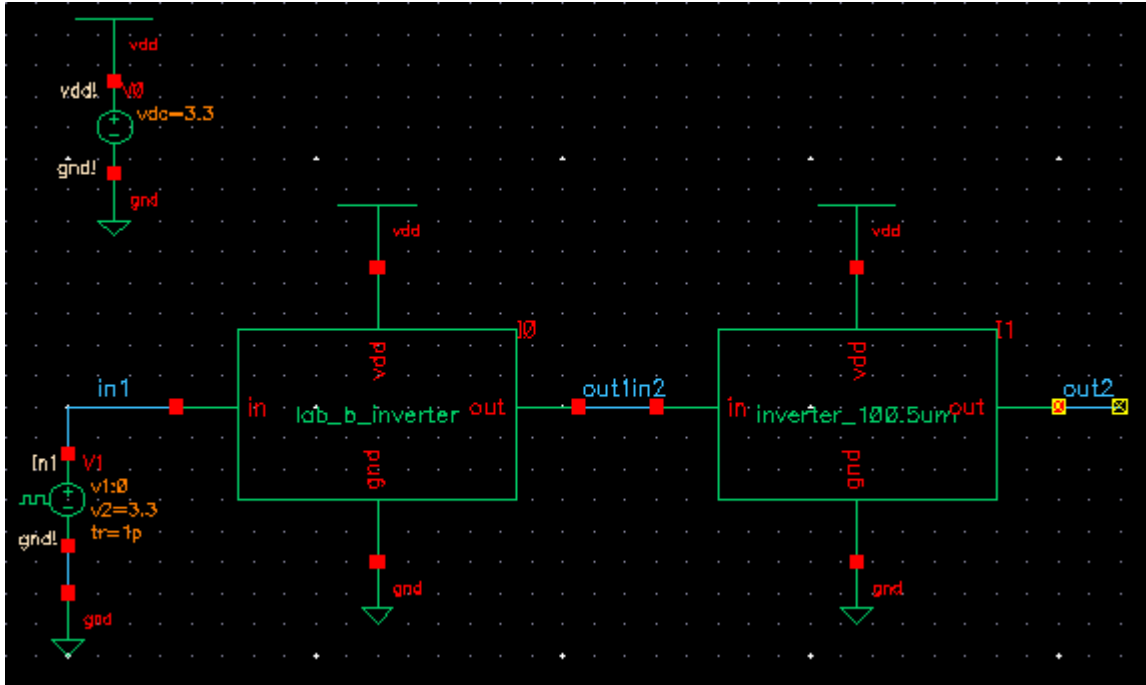 vdd
vdd!
V0
vdc=3.3
gnd!
gnd
vdd
vdd
I0
I1
vdd
vdd
in1
out1in2
out2
in
lab_b_inverter
out
in
inverter_100.5um
out
gnd
gnd
In1
V1
v1:0
v2=3.3
tr=1p
gnd!
gnd
gnd
gnd